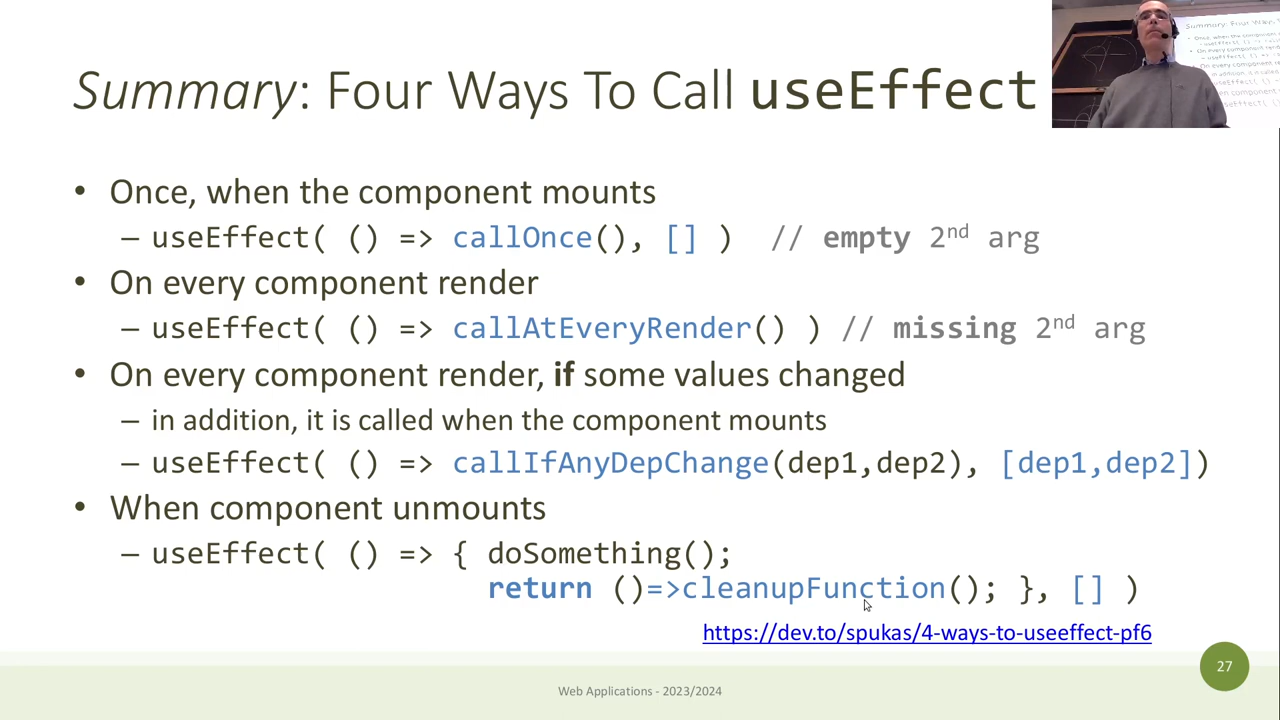 Summary: Four Ways To Call useEffect
• Once, when the component mounts
– useEffect( () => callOnce(), [] )  // empty 2nd arg
• On every component render
– useEffect( () => callAtEveryRender() ) // missing 2nd arg
• On every component render, if some values changed
– in addition, it is called when the component mounts
– useEffect( () => callIfAnyDepChange(dep1,dep2), [dep1,dep2])
• When component unmounts
– useEffect( () => { doSomething();
return ()=>cleanupFunction(); }, [] )
https://dev.to/spukas/4-ways-to-useeffect-pf6
27
Web Applications - 2023/2024